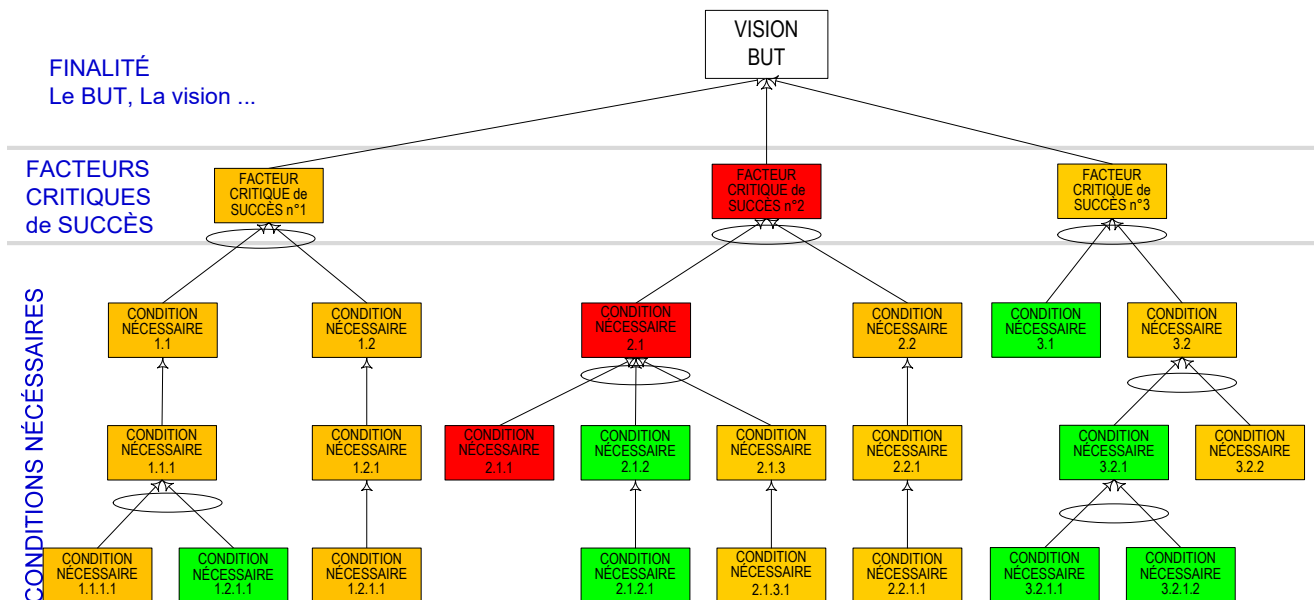 VISION
BUT
FINALITÉ
Le BUT, La vision ...
FACTEURS
CRITIQUES
de SUCCÈS
FACTEUR
CRITIQUE de
SUCCÈS n°1
FACTEUR
CRITIQUE de
SUCCÈS n°2
FACTEUR
CRITIQUE de
SUCCÈS n°3
CONDITIONS NÉCÉSSAIRES
CONDITION
NÉCESSAIRE
1.1
CONDITION
NÉCESSAIRE
1.2
CONDITION
NÉCESSAIRE
2.1
CONDITION
NÉCESSAIRE
2.2
CONDITION
NÉCESSAIRE
3.1
CONDITION
NÉCESSAIRE
3.2
CONDITION
NÉCESSAIRE
1.1.1
CONDITION
NÉCESSAIRE
1.2.1
CONDITION
NÉCESSAIRE
2.1.1
CONDITION
NÉCESSAIRE
2.1.2
CONDITION
NÉCESSAIRE
2.1.3
CONDITION
NÉCESSAIRE
2.2.1
CONDITION
NÉCESSAIRE
3.2.1
CONDITION
NÉCESSAIRE
3.2.2
CONDITION
NÉCESSAIRE
1.1.1.1
CONDITION
NÉCESSAIRE
1.2.1.1
CONDITION
NÉCESSAIRE
1.2.1.1
CONDITION
NÉCESSAIRE
2.1.2.1
CONDITION
NÉCESSAIRE
2.1.3.1
CONDITION
NÉCESSAIRE
2.2.1.1
CONDITION
NÉCESSAIRE
3.2.1.1
CONDITION
NÉCESSAIRE
3.2.1.2